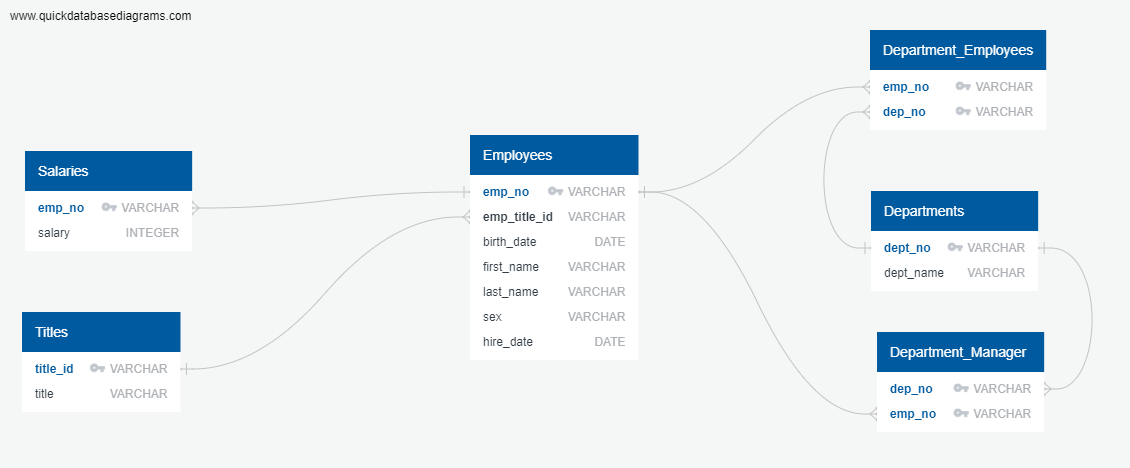 www.quickdatabasediagrams.com
Salaries
emp_no VARCHAR
salary INTEGER
Titles
title_id VARCHAR
title VARCHAR
Employees
emp_no VARCHAR
emp_title_id VARCHAR
birth_date DATE
first_name VARCHAR
last_name VARCHAR
sex VARCHAR
hire_date DATE
Department_Employees
emp_no VARCHAR
dep_no VARCHAR
Departments
dept_no VARCHAR
dept_name VARCHAR
Department_Manager
dep_no VARCHAR
emp_no VARCHAR